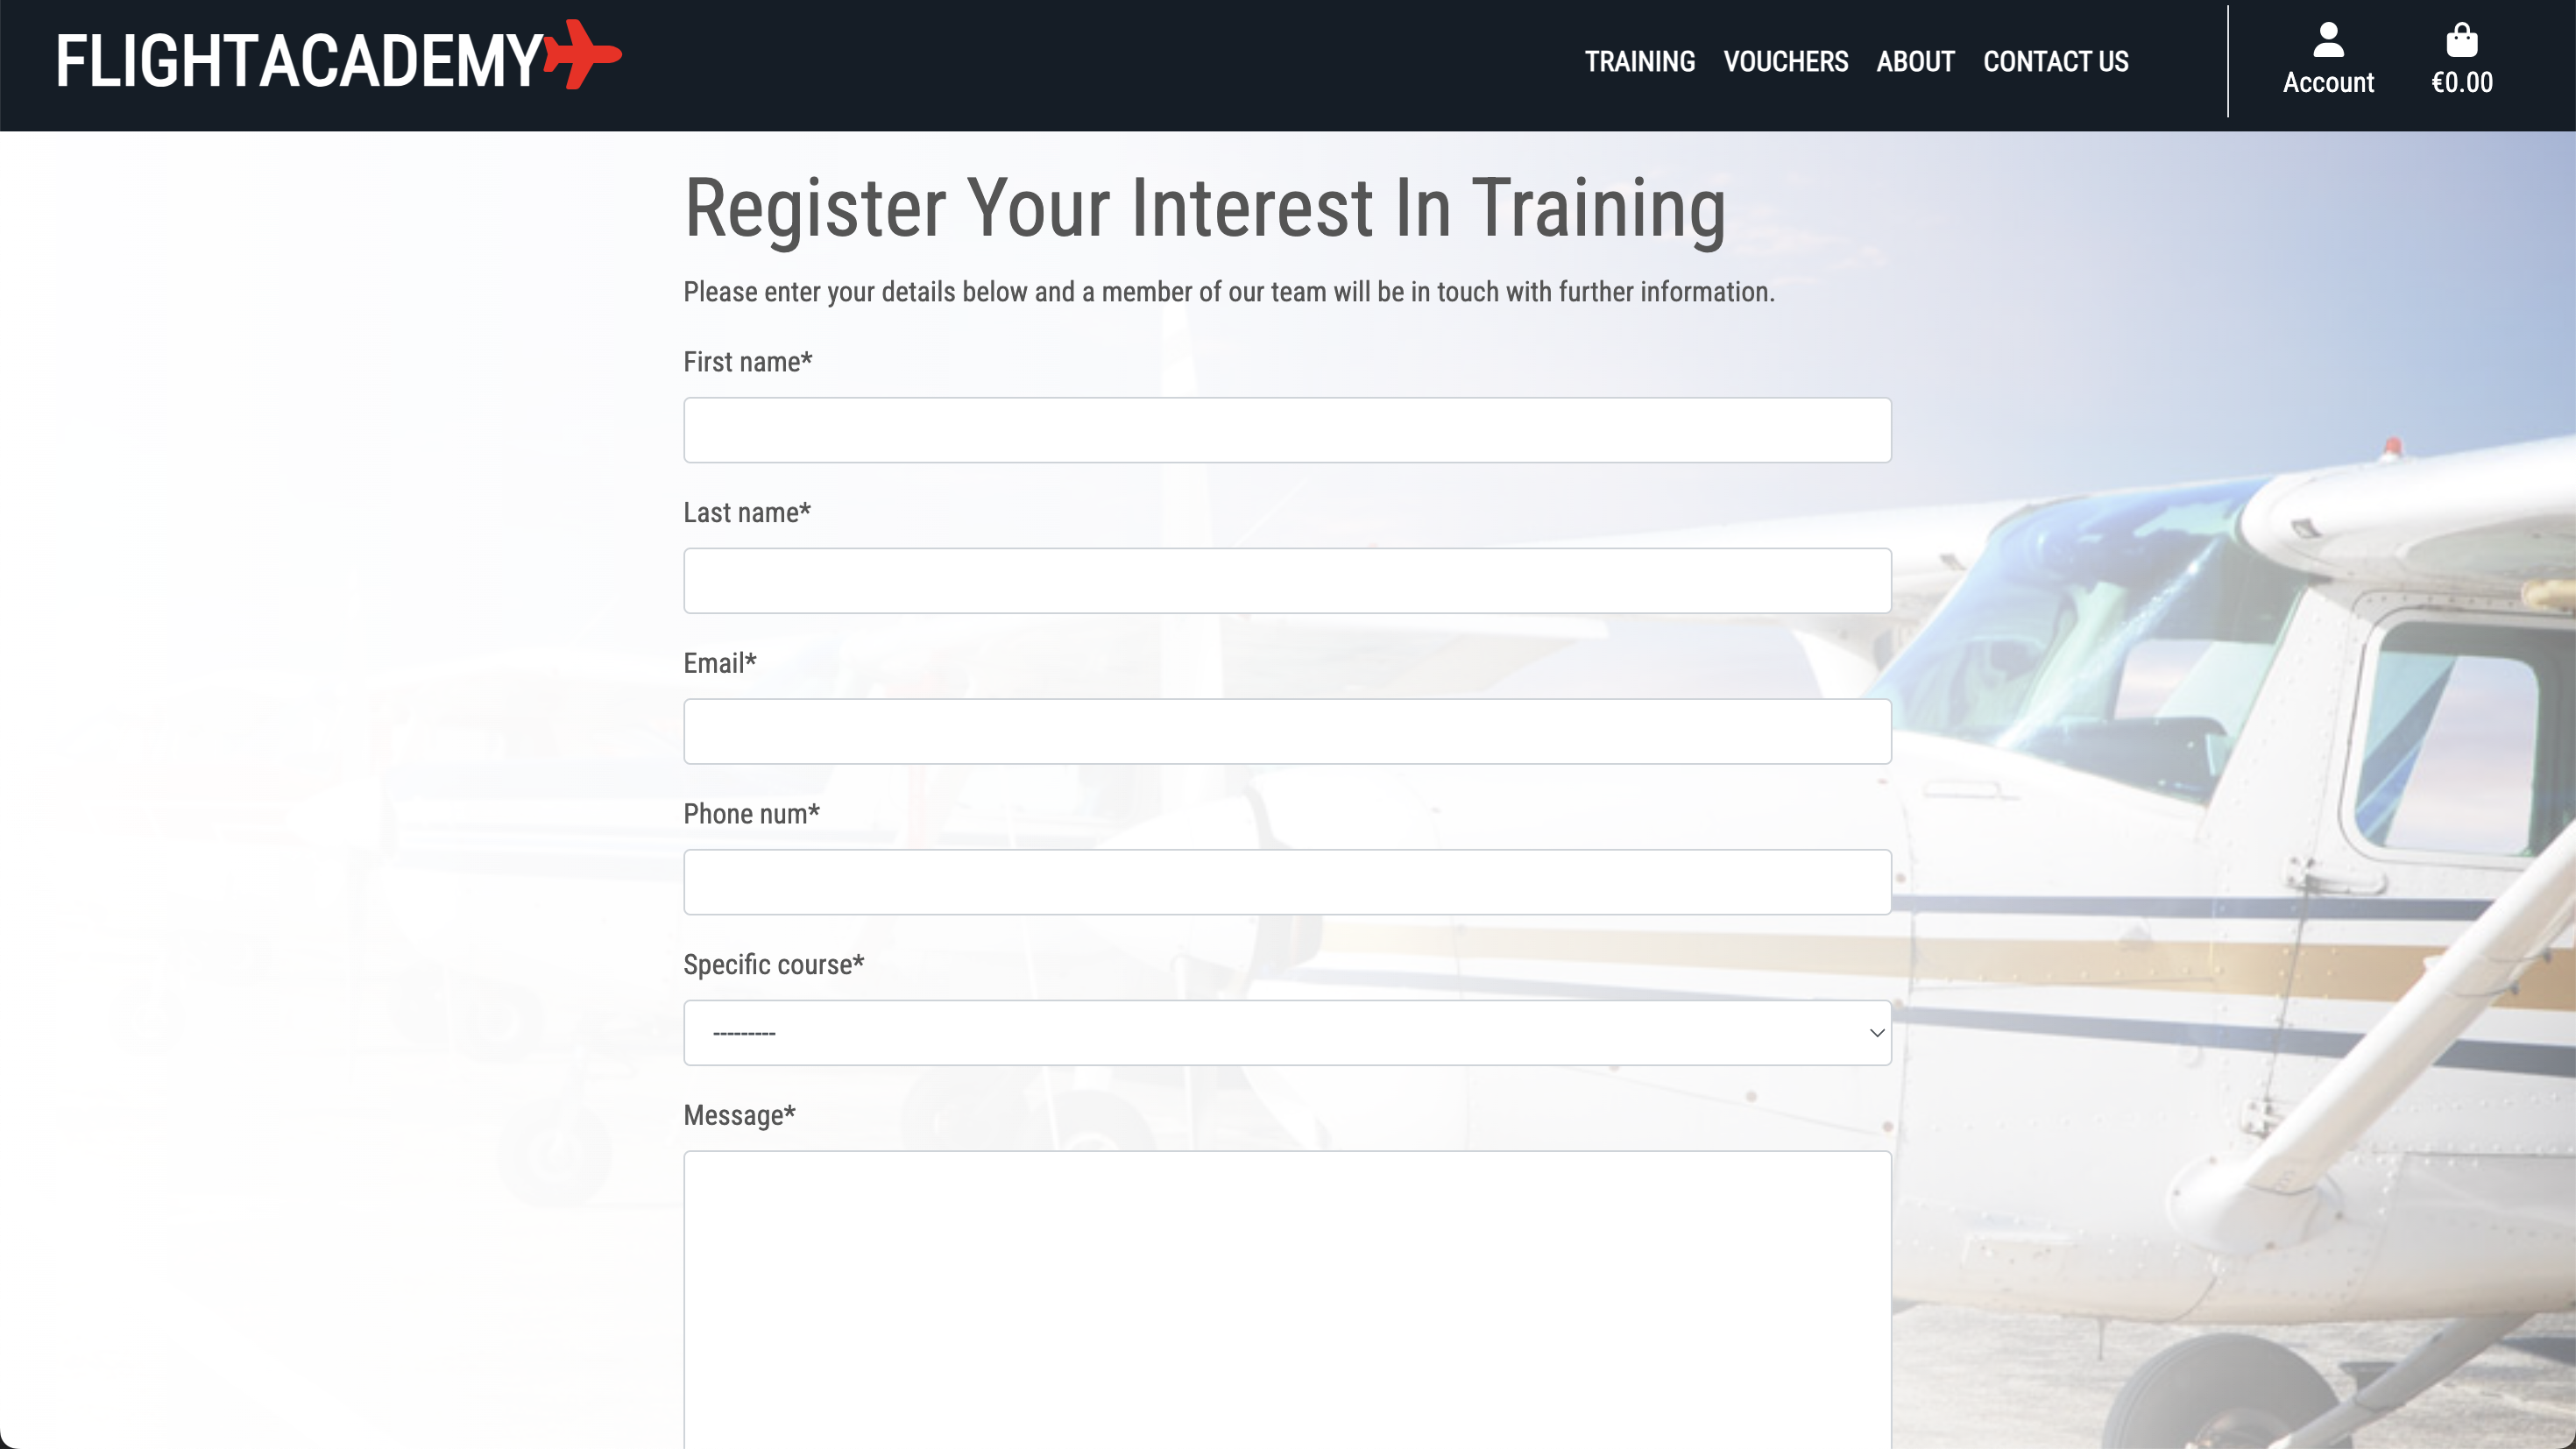 FLIGHTACADEMY
TRAINING VOUCHERS ABOUT CONTACT US
Account
€0.00
Register Your Interest In Training
Please enter your details below and a member of our team will be in touch with further information.
First name*
Last name*
Email*
Phone num*
Specific course*
---------
Message*